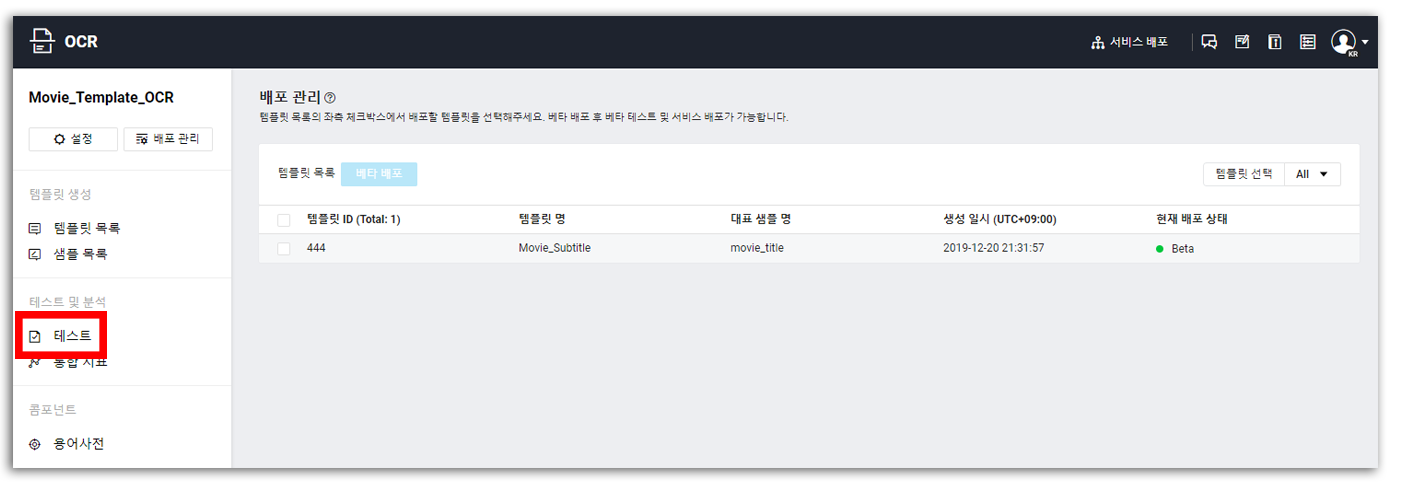 OCR
서비스 배포
KR
Movie_Template_OCR
설정
배포 관리
템플릿 생성
템플릿 목록
샘플 목록
테스트 및 분석
테스트
통합 지표
콤포넌트
용어사전
배포 관리
템플릿 목록의 좌측 체크박스에서 배포할 템플릿을 선택해주세요. 베타 배포 후 베타 테스트 및 서비스 배포가 가능합니다.
템플릿 목록 베타 배포
템플릿 선택 All
템플릿 ID (Total: 1) 템플릿 명 대표 샘플 명 생성 일시 (UTC+09:00) 현재 배포 상태
444 Movie_Subtitle movie_title 2019-12-20 21:31:57 Beta